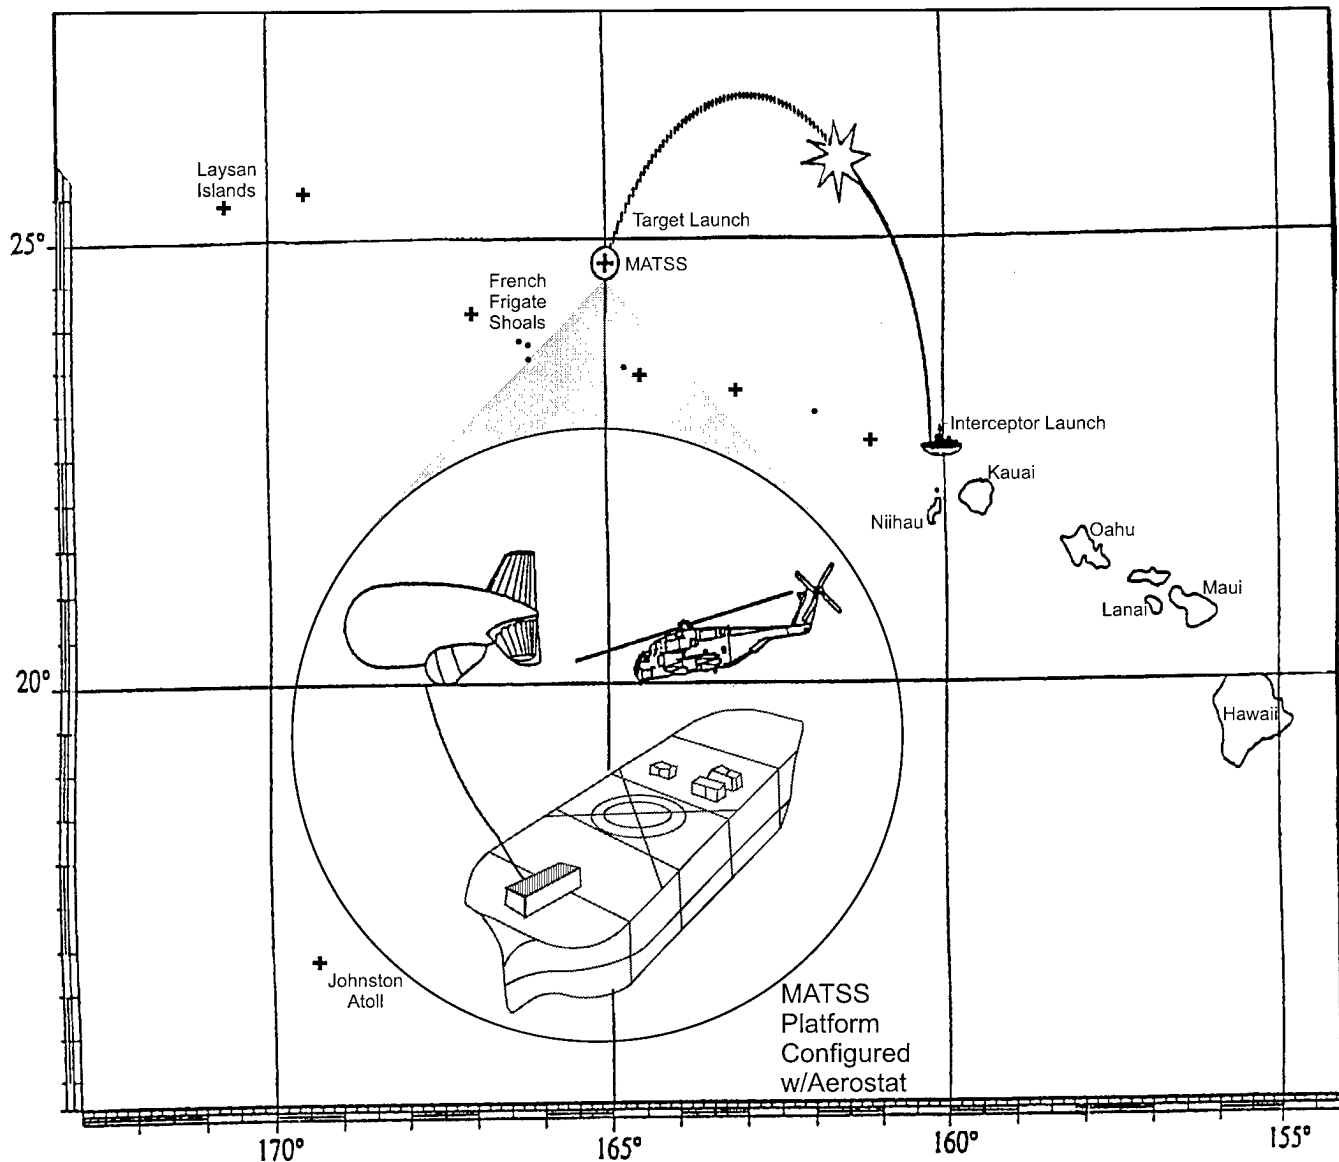 Laysan
Islands
Target Launch
25°
MATSS
French
Frigate
Shoals
Interceptor Launch
Kauai
Niihau
Oahu
Maui
Lanai
20°
Hawaii
Johnston
Atoll
MATSS
Platform
Configured
w/Aerostat
170°
165°
160°
155°